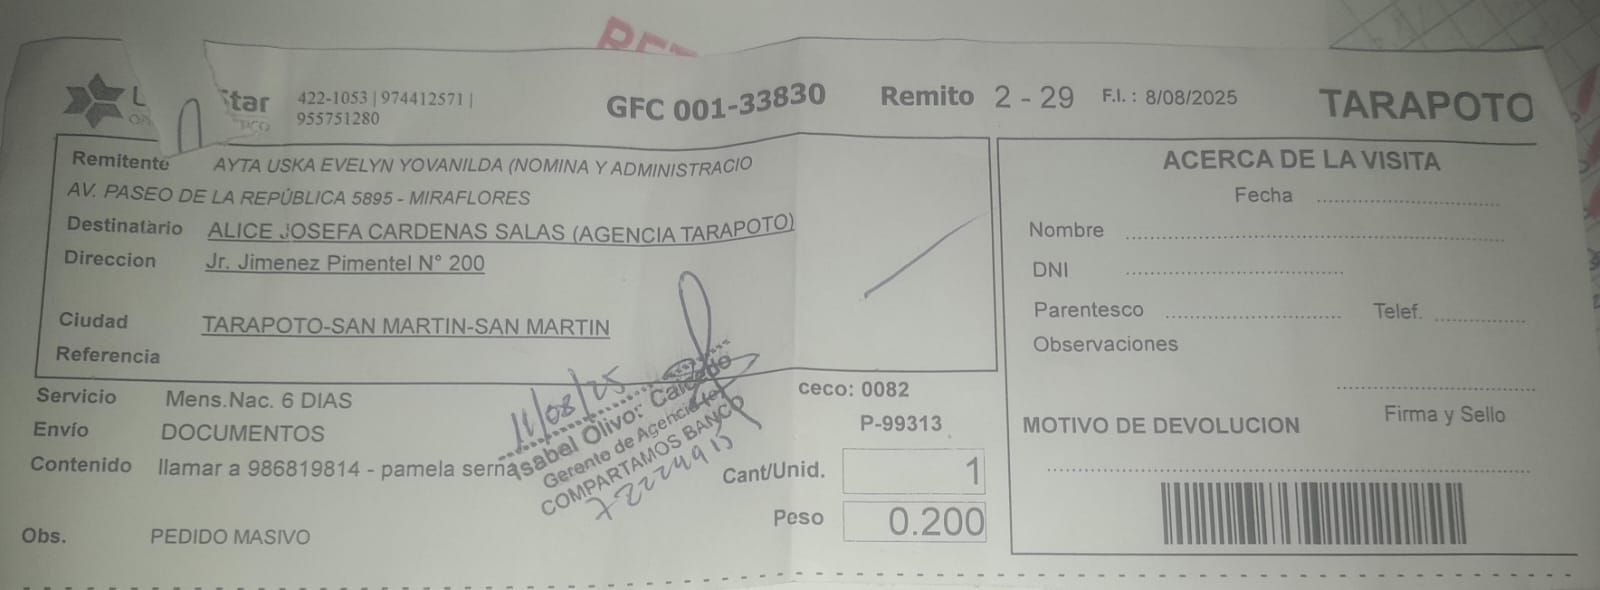 tar
422-1053 | 974412571 |
955751280
GFC 001-33830
Remito 2 - 29 F.I. : 8/08/2025
TARAPOTO
Remitente AYTA USKA EVELYN YOVANILDA (NOMINA Y ADMINISTRACIO
AV. PASEO DE LA REPÚBLICA 5895 - MIRAFLORES
Destinatario ALICE JOSEFA CARDENAS SALAS (AGENCIA TARAPOTO)
Direccion Jr. Jimenez Pimentel N° 200
Ciudad TARAPOTO-SAN MARTIN-SAN MARTIN
Referencia
Servicio Mens.Nac. 6 DIAS
Envío DOCUMENTOS
Contenido llamar a 986819814 - pamela serna
Obs. PEDIDO MASIVO
11/08/25
Isabel Olivo
Gerente de Agencia (e)
COMPARTAMOS BANCO
ceco: 0082
P-99313
Cant/Unid. 1
Peso 0.200
ACERCA DE LA VISITA
Fecha
Nombre
DNI
Parentesco Telef.
Observaciones
Firma y Sello
MOTIVO DE DEVOLUCION